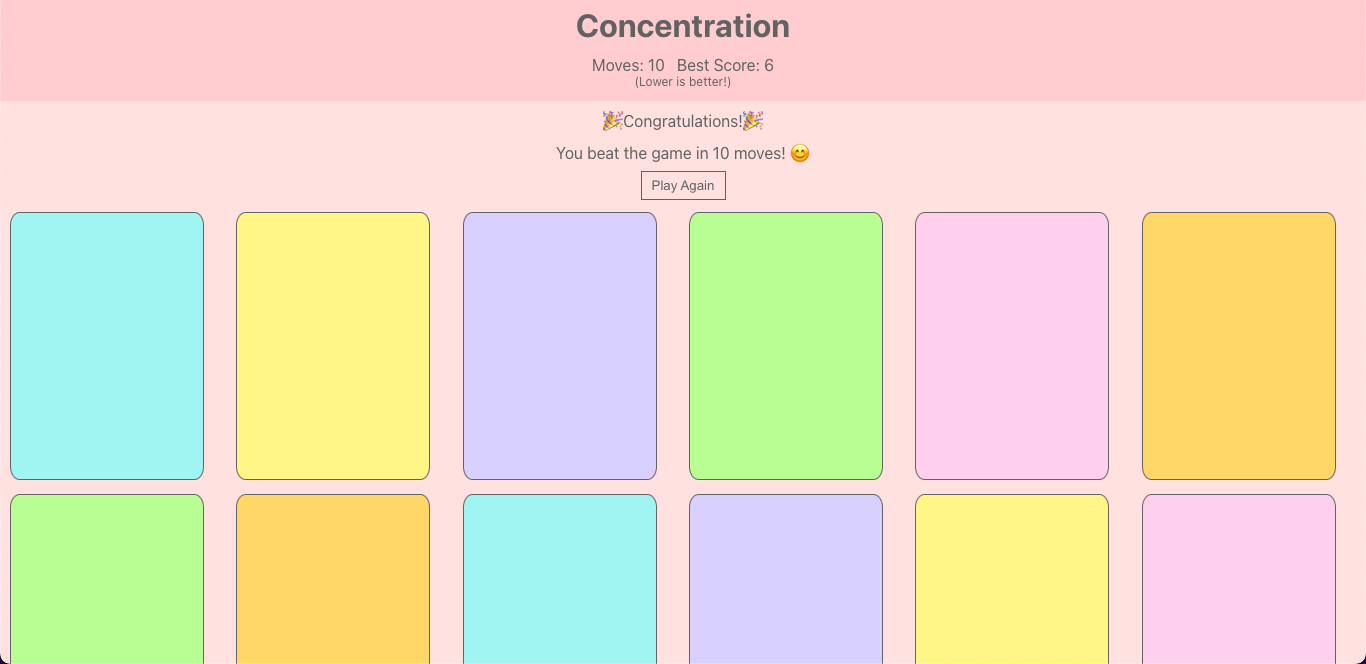 Concentration
Moves: 10 Best Score: 6
(Lower is better!)
🎉Congratulations!🎉
You beat the game in 10 moves! 😊
Play Again